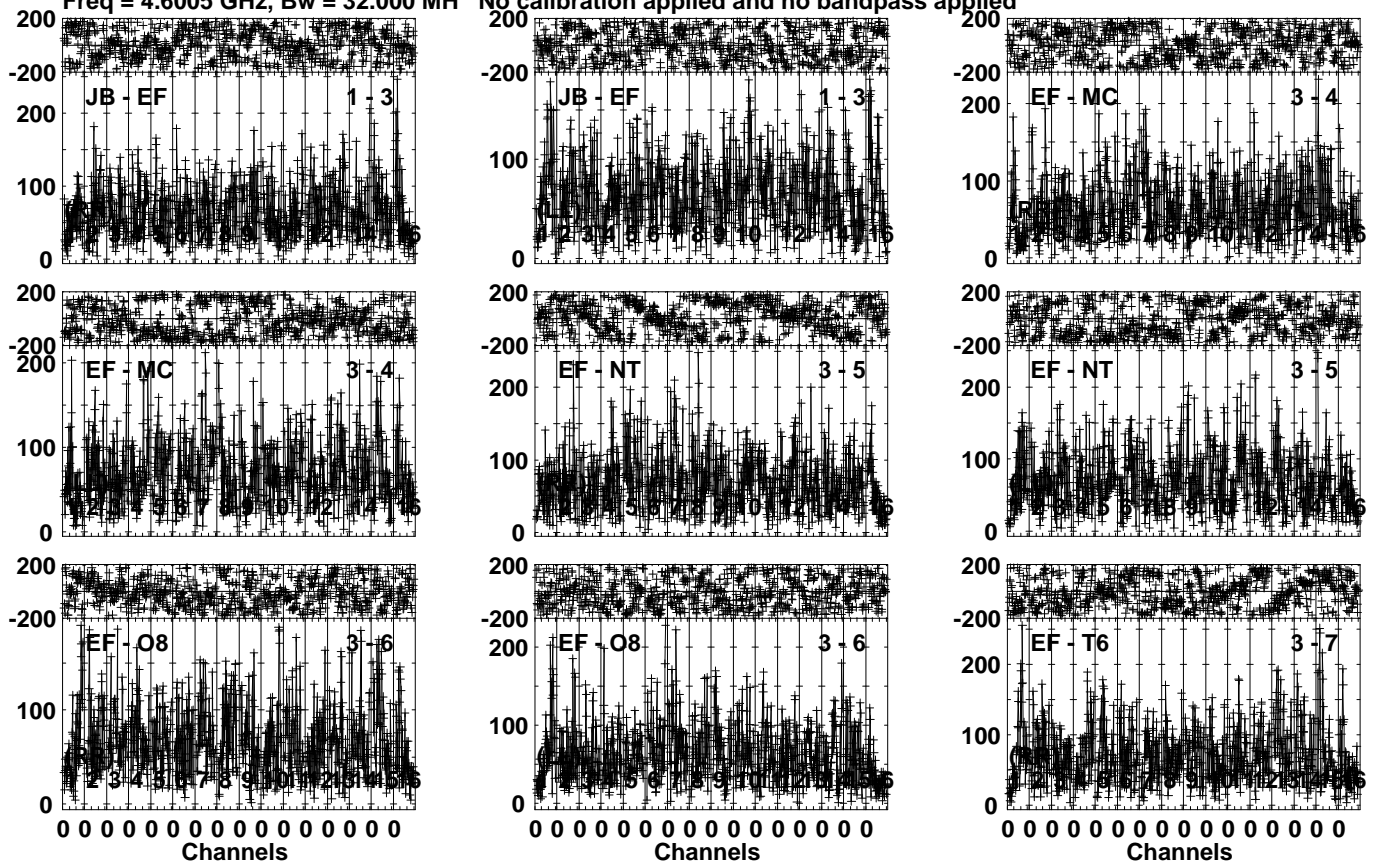 Freq = 4.6005 GHz, Bw = 32.000 MH No calibration applied and no bandpass applied
200 200 200
-200 -200 -200
JB - EF 1 - 3 JB - EF 1 - 3 EF - MC 3 - 4
200 200
100 100 100
0 0 0
200 200 200
-200 -200 -200
EF - MC 3 - 4 EF - NT 3 - 5 EF - NT 3 - 5
200 200 200
100 100 100
0 0 0
200 200 200
-200 -200 -200
EF - O8 3 - 6 EF - O8 3 - 6 EF - T6 3 - 7
200 200
100 100 100
0 0 0
0 0 0 0 0 0 0 0 0 0 0 0 0 0 0 0 0 0 0 0 0 0 0 0 0 0 0 0 0 0 0 0 0 0 0 0 0 0 0 0 0 0 0 0 0 0 0 0
Channels Channels Channels